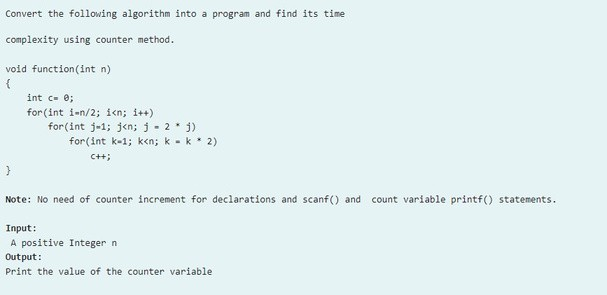 Convert the following algorithm into a program and find its time
complexity using counter method.
void function(int n)
{
    int c= 0;
    for(int i=n/2; i<n; i++)
        for(int j=1; j<n; j = 2 * j)
            for(int k=1; k<n; k = k * 2)
                c++;
}
Note: No need of counter increment for declarations and scanf() and  count variable printf() statements.
Input:
 A positive Integer n
Output:
Print the value of the counter variable